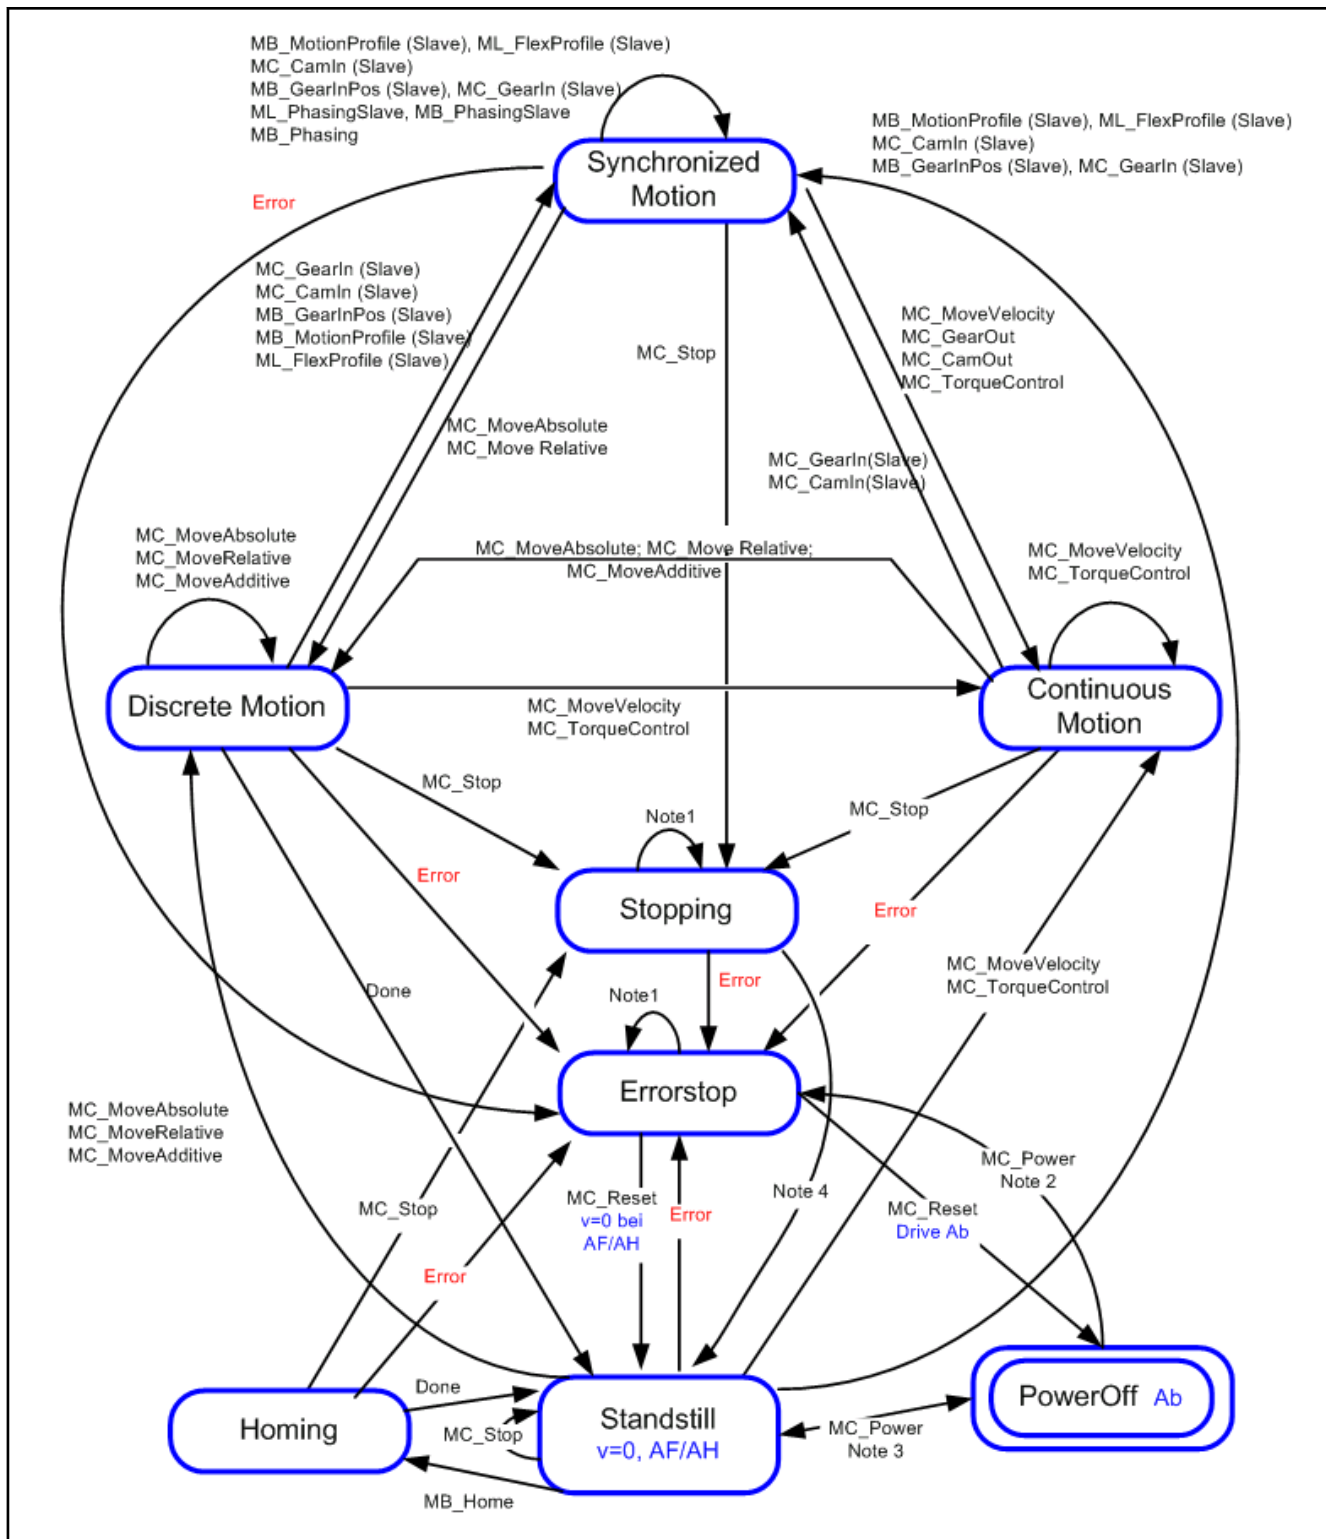 MB_MotionProfile (Slave), ML_FlexProfile (Slave)
MC_CamIn (Slave)
MB_GearInPos (Slave), MC_GearIn (Slave)
ML_PhasingSlave, MB_PhasingSlave
MB_Phasing
MB_MotionProfile (Slave), ML_FlexProfile (Slave)
MC_CamIn (Slave)
MB_GearInPos (Slave), MC_GearIn (Slave)
Synchronized
Motion
Error
MC_GearIn (Slave)
MC_CamIn (Slave)
MB_GearInPos (Slave)
MB_MotionProfile (Slave)
ML_FlexProfile (Slave)
MC_Stop
MC_MoveVelocity
MC_GearOut
MC_CamOut
MC_TorqueControl
MC_MoveAbsolute
MC_Move Relative
MC_GearIn(Slave)
MC_CamIn(Slave)
MC_MoveAbsolute
MC_MoveRelative
MC_MoveAdditive
MC_MoveAbsolute; MC_Move Relative;
MC_MoveAdditive
MC_MoveVelocity
MC_TorqueControl
Discrete Motion
Continuous
Motion
MC_MoveVelocity
MC_TorqueControl
MC_Stop
Note1
MC_Stop
Error
Stopping
Error
Done
Note1
Error
MC_MoveVelocity
MC_TorqueControl
Errorstop
MC_MoveAbsolute
MC_MoveRelative
MC_MoveAdditive
MC_Stop
MC_Reset
v=0 bei
AF/AH
Error
Note 4
MC_Power
Note 2
MC_Reset
Drive Ab
Error
Done
MC_Stop
Homing
Standstill
v=0, AF/AH
MC_Power
Note 3
PowerOff Ab
MB_Home